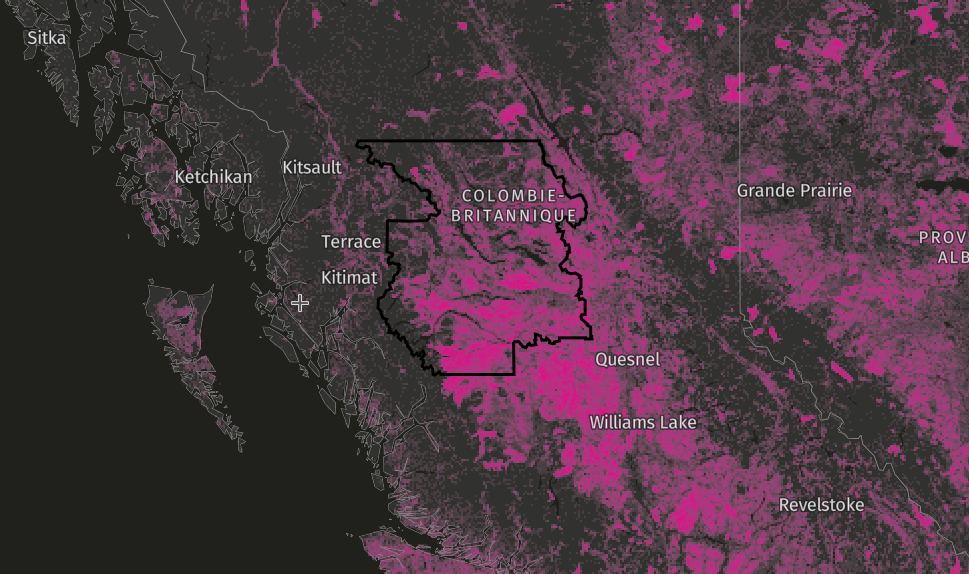 Sitka
Kitsault
Ketchikan
COLOMBIE-
BRITANNIQUE
Grande Prairie
Terrace
PROV
ALB
Kitimat
Quesnel
Williams Lake
Revelstoke